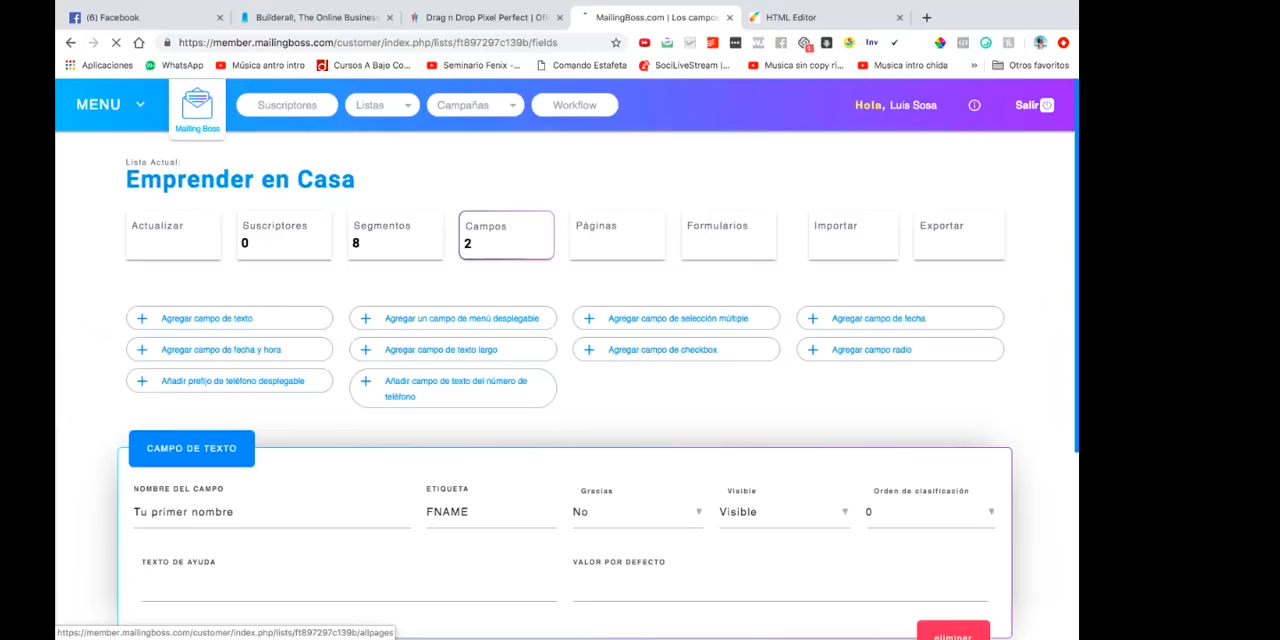 (6) Facebook
Builderall, The Online Business
Drag n Drop Pixel Perfect | Of
MailingBoss.com | Los campos
HTML Editor
https://member.mailingboss.com/customer/index.php/lists/ft897297c139b/fields
Inv
Aplicaciones
WhatsApp
Música antro intro
Cursos A Bajo Co...
Seminario Fenix -...
Comando Estafeta
SociLiveStream |...
Musica sin copy ri...
Musica intro chida
»
Otros favoritos
MENU
Mailing Boss
Suscriptores
Listas
Campañas
Workflow
Hola, Luis Sosa
Salir
Lista Actual:
Emprender en Casa
Actualizar
Suscriptores
0
Segmentos
8
Campos
2
Páginas
Formularios
Importar
Exportar
+ Agregar campo de texto
+ Agregar un campo de menú desplegable
+ Agregar campo de selección múltiple
+ Agregar campo de fecha
+ Agregar campo de fecha y hora
+ Agregar campo de texto largo
+ Agregar campo de checkbox
+ Agregar campo radio
+ Añadir prefijo de teléfono desplegable
+ Añadir campo de texto del número de
teléfono
CAMPO DE TEXTO
NOMBRE DEL CAMPO
ETIQUETA
Gracias
Visible
Orden de clasificación
Tu primer nombre
FNAME
No
Visible
0
TEXTO DE AYUDA
VALOR POR DEFECTO
eliminar
https://member.mailingboss.com/customer/index.php/lists/ft897297c139b/allpages